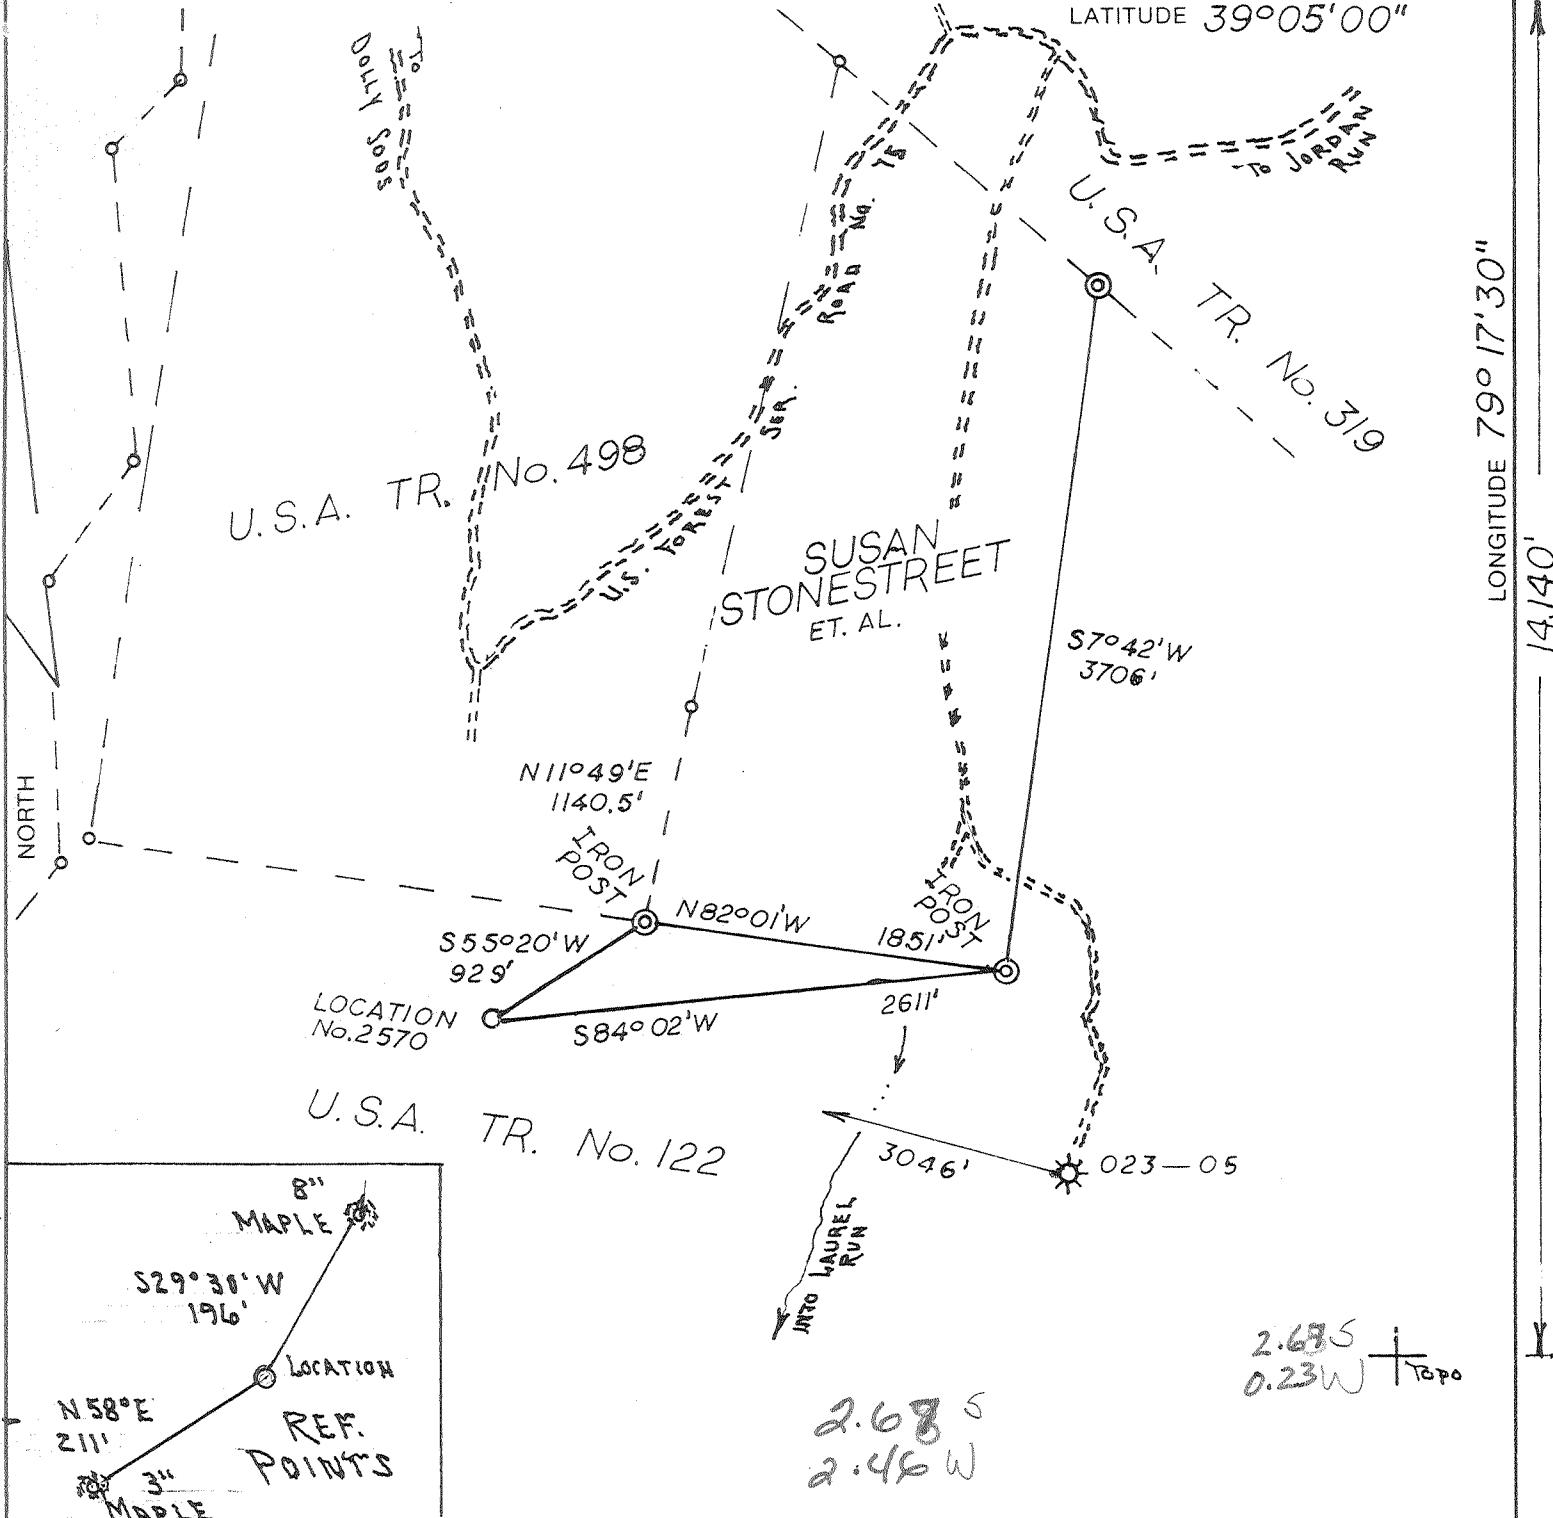 LATITUDE 39°05'00"
TO
DOLLY SODS
TO JORDAN
RUN
U.S.A. TR. No. 319
LONGITUDE 79° 17' 30"
14,140'
U.S. FOREST SER. ROAD No. 75
U.S.A. TR. No. 498
SUSAN
STONESTREET
ET. AL.
S7°42'W
3706'
NORTH
N11°49'E
1140.5'
IRON
POST
N82°01'W
1851'
IRON
POST
S55°20'W
929'
LOCATION
No. 2570
S84°02'W
2611'
U.S.A. TR. No. 122
3046'
023-05
INTO LAUREL
RUN
8"
MAPLE
S29°30'W
196'
LOCATION
N58°E
211'
REF.
POINTS
3"
MAPLE
2.68 S
0.23 W
Topo
2.68 S
2.46 W